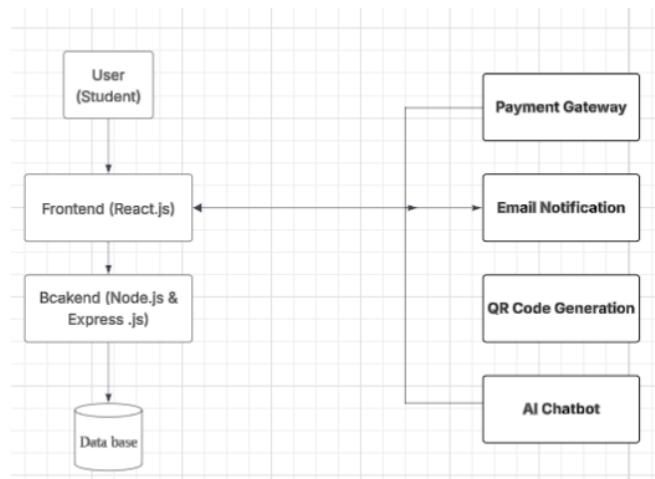 User
(Student)
Payment Gateway
Frontend (React.js)
Email Notification
Bcakend (Node.js &
Express .js)
QR Code Generation
AI Chatbot
Data base